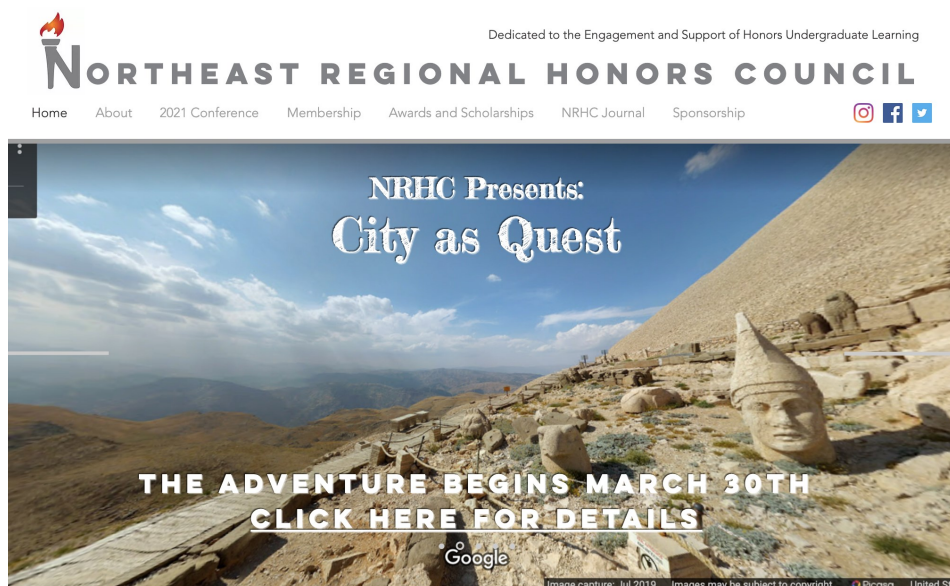 Dedicated to the Engagement and Support of Honors Undergraduate Learning
NORTHEAST REGIONAL HONORS COUNCIL
Home About 2021 Conference Membership Awards and Scholarships NRHC Journal Sponsorship
NRHC Presents:
City as Quest
THE ADVENTURE BEGINS MARCH 30TH
CLICK HERE FOR DETAILS
Google
Image capture: Jul 2019 Images may be subject to copyright. Picasa United S